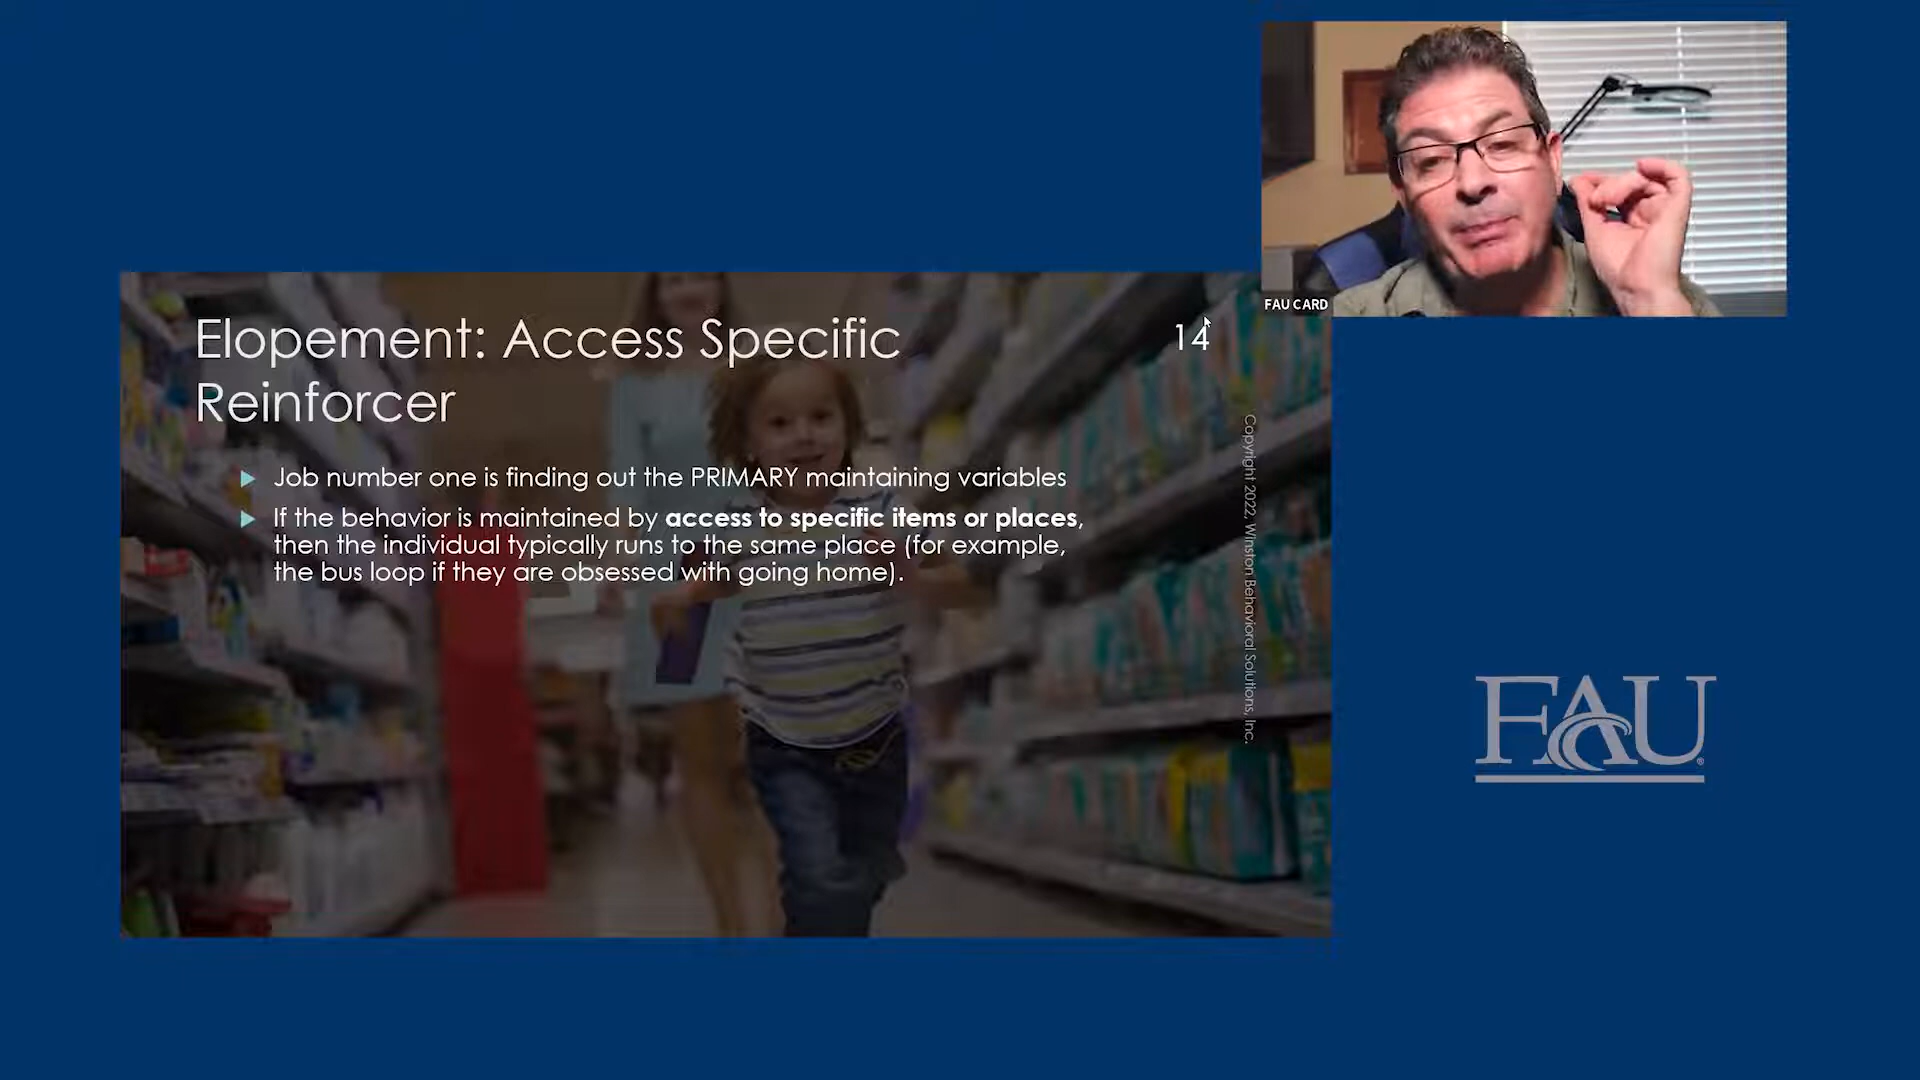 FAU CARD
Elopement: Access Specific
Reinforcer
14
Job number one is finding out the PRIMARY maintaining variables
If the behavior is maintained by access to specific items or places,
then the individual typically runs to the same place (for example,
the bus loop if they are obsessed with going home).
Copyright 2022, Winston Behavioral Solutions, Inc.
FAU